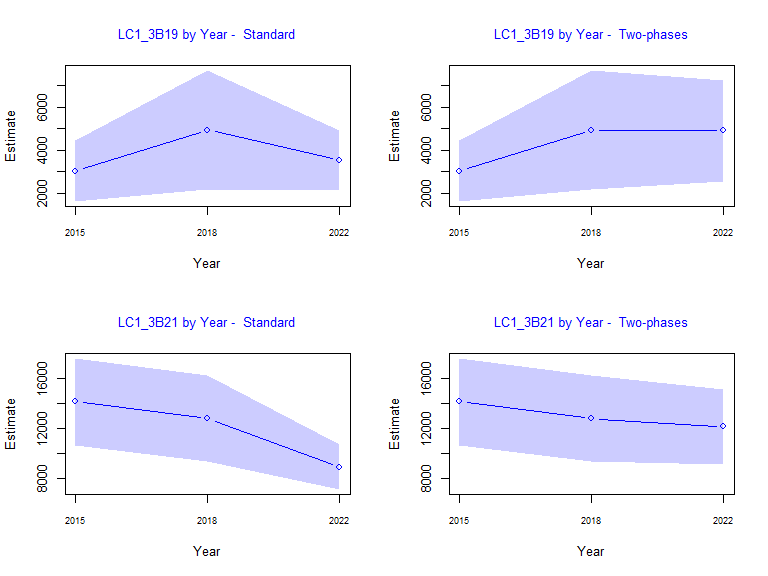 LC1_3B19 by Year -  Standard
Estimate
6000
4000
2000
2015
2018
2022
Year
LC1_3B19 by Year -  Two-phases
Estimate
6000
4000
2000
2015
2018
2022
Year
LC1_3B21 by Year -  Standard
Estimate
16000
12000
8000
2015
2018
2022
Year
LC1_3B21 by Year -  Two-phases
Estimate
16000
12000
8000
2015
2018
2022
Year